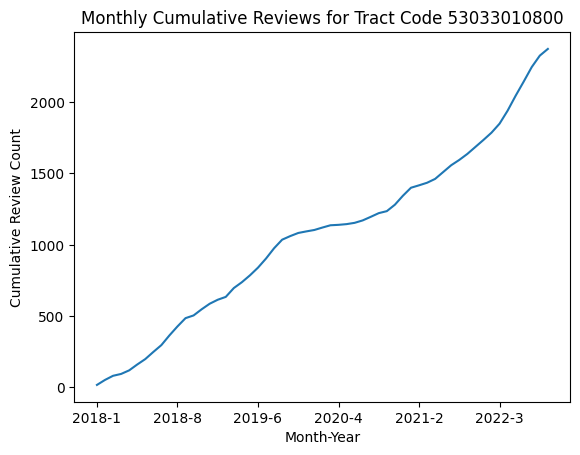 Monthly Cumulative Reviews for Tract Code 53033010800
Cumulative Review Count
2000
1500
1000
500
0
2018-1 2018-8 2019-6 2020-4 2021-2 2022-3
Month-Year